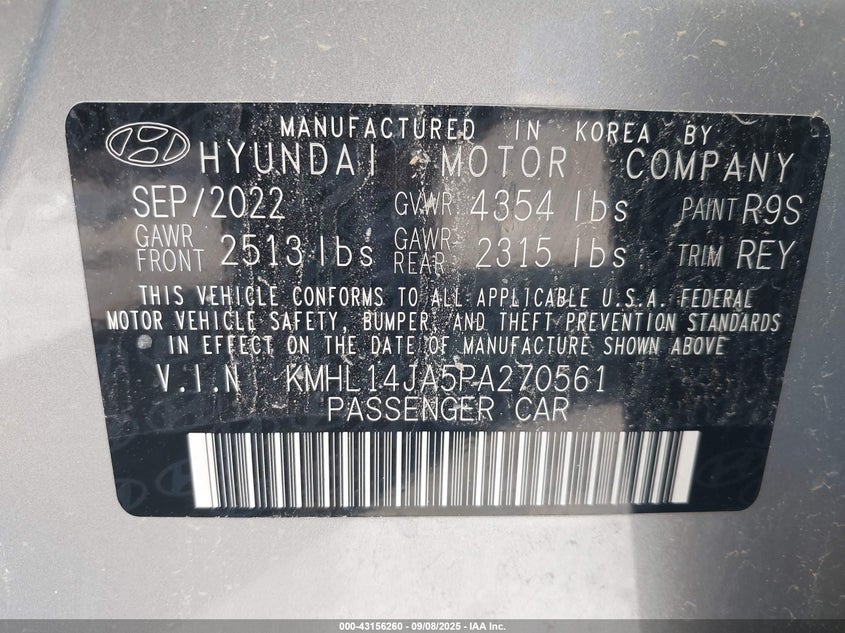 MANUFACTURED IN KOREA BY
HYUNDAI MOTOR COMPANY
SEP/2022 GVWR 4354 lbs PAINT R9S
GAWR FRONT 2513 lbs GAWR REAR 2315 lbs TRIM REY
THIS VEHICLE CONFORMS TO ALL APPLICABLE U.S.A. FEDERAL
MOTOR VEHICLE SAFETY, BUMPER, AND THEFT PREVENTION STANDARDS
IN EFFECT ON THE DATE OF MANUFACTURE SHOWN ABOVE
V.I.N KMHL14JA5PA270561
PASSENGER CAR
000-43156260 - 09/08/2025 - IAA Inc.